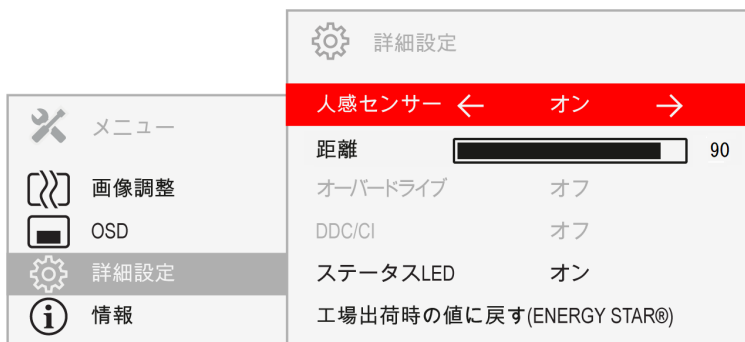 メニュー
画像調整
OSD
詳細設定
情報
詳細設定
人感センサー ← オン →
距離 90
オーバードライブ オフ
DDC/CI オフ
ステータスLED オン
工場出荷時の値に戻す(ENERGY STAR®)